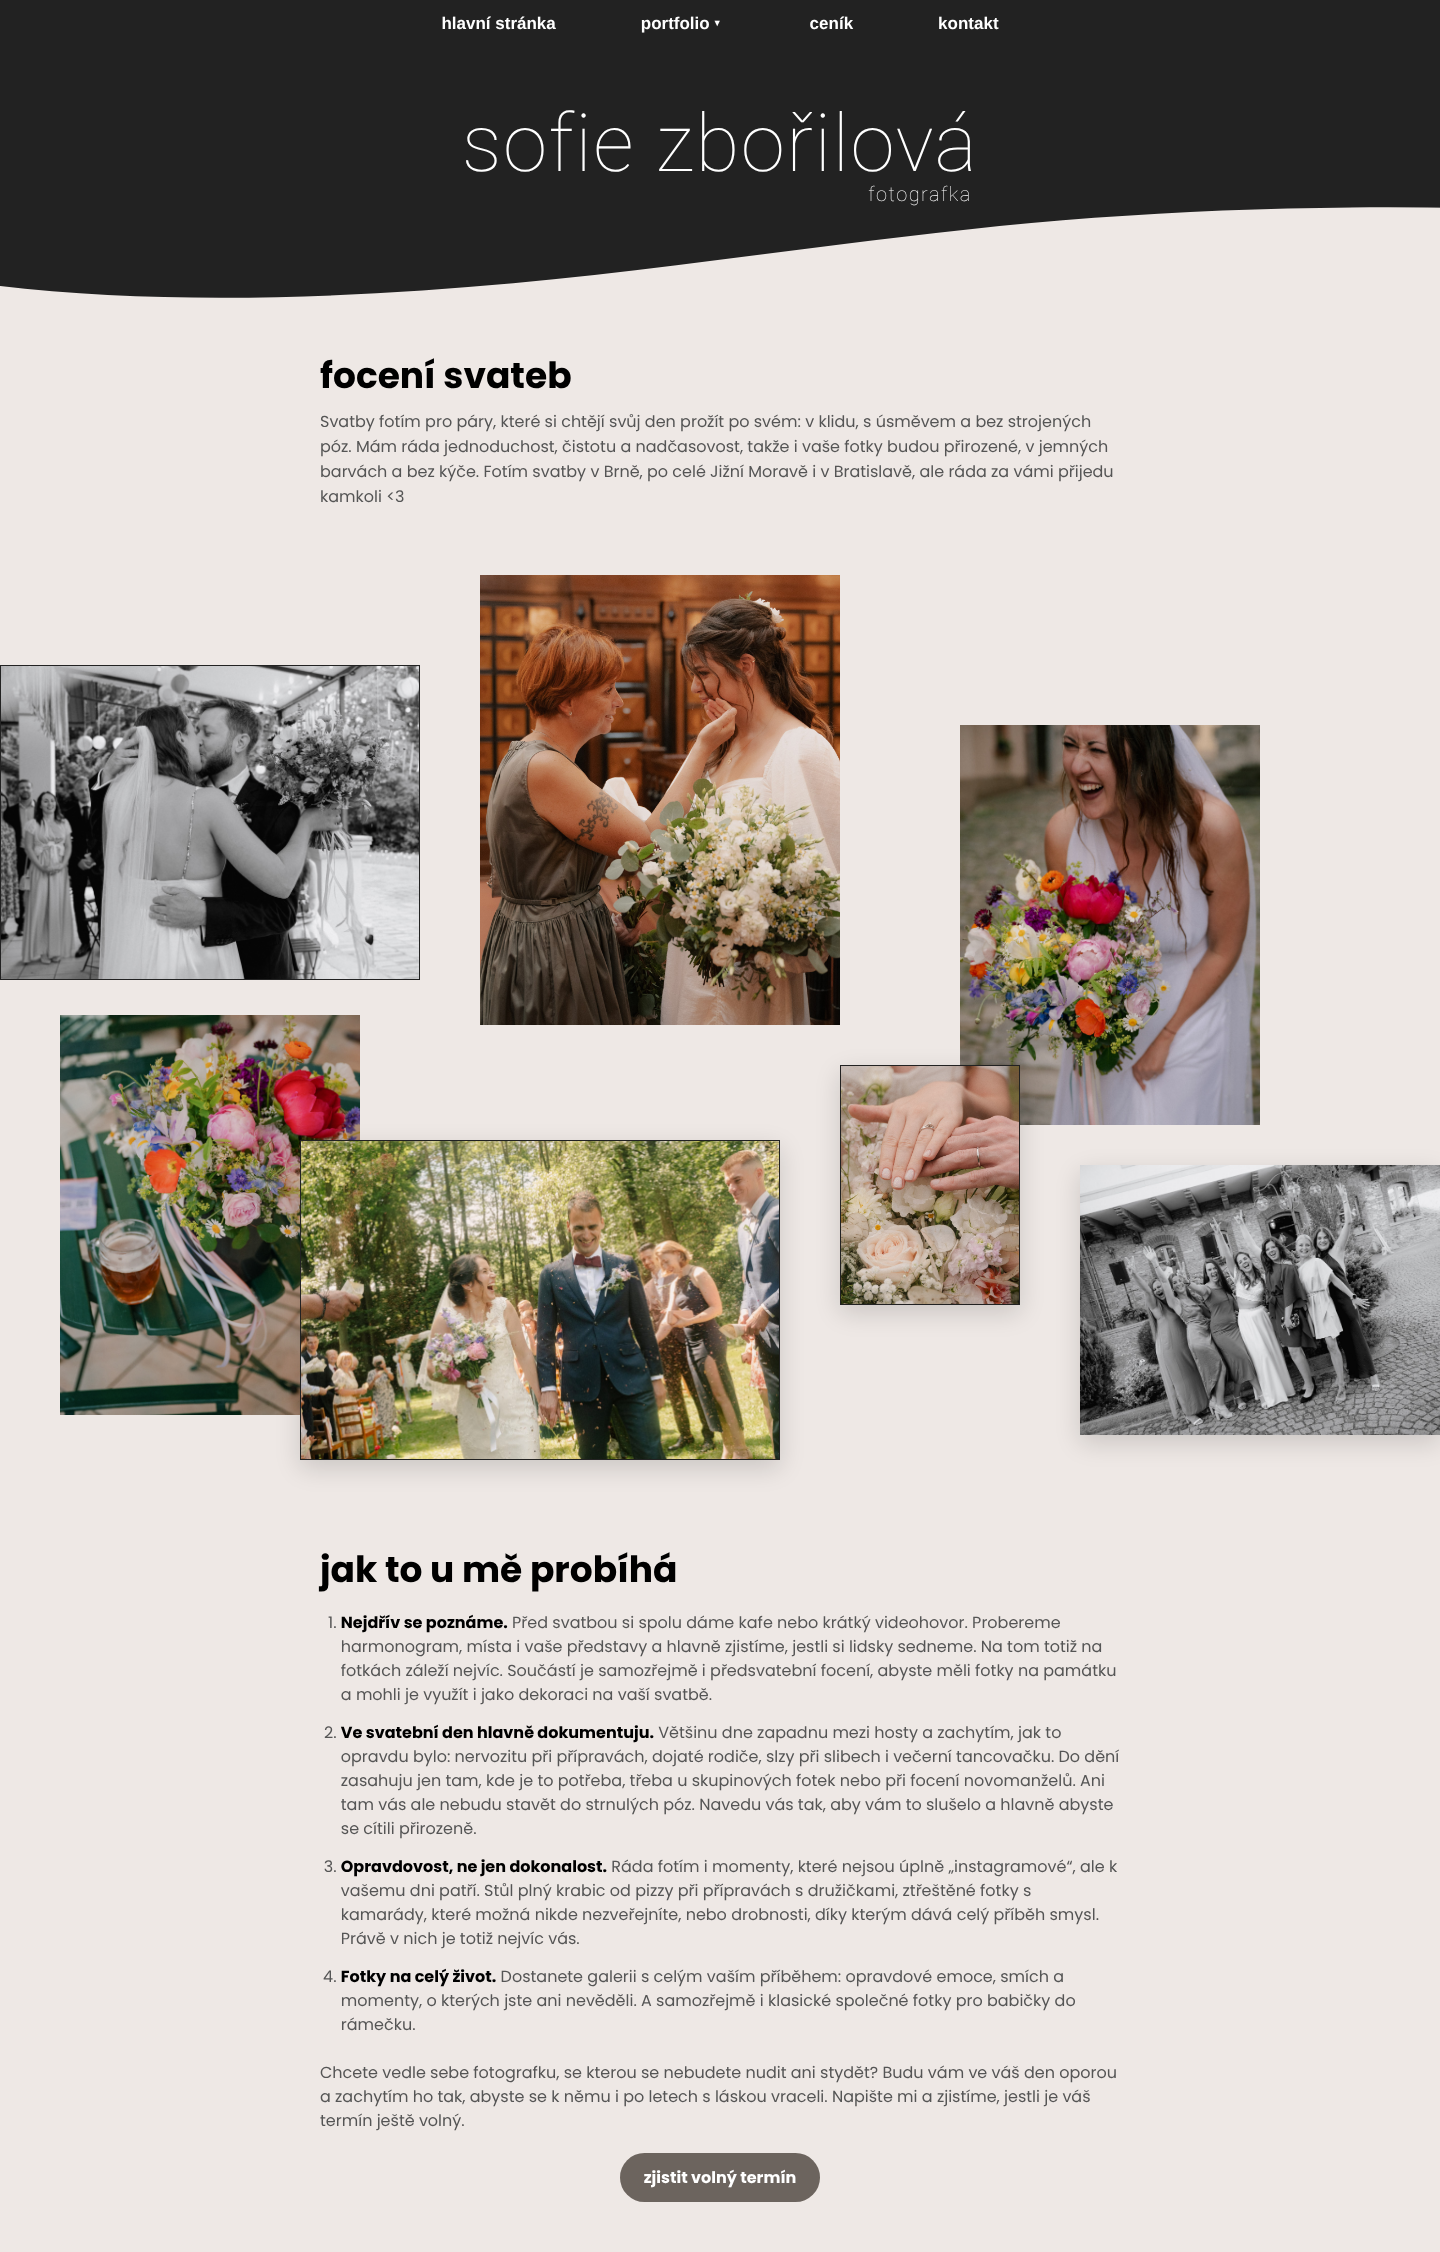 hlavní stránka portfolio ▾ ceník kontakt
sofie zbořilová
fotografka
focení svateb
Svatby fotím pro páry, které si chtějí svůj den prožít po svém: v klidu, s úsměvem a bez strojených
póz. Mám ráda jednoduchost, čistotu a nadčasovost, takže i vaše fotky budou přirozené, v jemných
barvách a bez kýče. Fotím svatby v Brně, po celé Jižní Moravě i v Bratislavě, ale ráda za vámi přijedu
kamkoli <3
jak to u mě probíhá
1. Nejdřív se poznáme. Před svatbou si spolu dáme kafe nebo krátký videohovor. Probereme
harmonogram, místa i vaše představy a hlavně zjistíme, jestli si lidsky sedneme. Na tom totiž na
fotkách záleží nejvíc. Součástí je samozřejmě i předsvatební focení, abyste měli fotky na památku
a mohli je využít i jako dekoraci na vaší svatbě.
2. Ve svatební den hlavně dokumentuju. Většinu dne zapadnu mezi hosty a zachytím, jak to
opravdu bylo: nervozitu při přípravách, dojaté rodiče, slzy při slibech i večerní tancovačku. Do dění
zasahuju jen tam, kde je to potřeba, třeba u skupinových fotek nebo při focení novomanželů. Ani
tam vás ale nebudu stavět do strnulých póz. Navedu vás tak, aby vám to slušelo a hlavně abyste
se cítili přirozeně.
3. Opravdovost, ne jen dokonalost. Ráda fotím i momenty, které nejsou úplně „instagramové“, ale k
vašemu dni patří. Stůl plný krabic od pizzy při přípravách s družičkami, ztřeštěné fotky s
kamarády, které možná nikde nezveřejníte, nebo drobnosti, díky kterým dává celý příběh smysl.
Právě v nich je totiž nejvíc vás.
4. Fotky na celý život. Dostanete galerii s celým vaším příběhem: opravdové emoce, smích a
momenty, o kterých jste ani nevěděli. A samozřejmě i klasické společné fotky pro babičky do
rámečku.
Chcete vedle sebe fotografku, se kterou se nebudete nudit ani stydět? Budu vám ve váš den oporou
a zachytím ho tak, abyste se k němu i po letech s láskou vraceli. Napište mi a zjistíme, jestli je váš
termín ještě volný.
zjistit volný termín